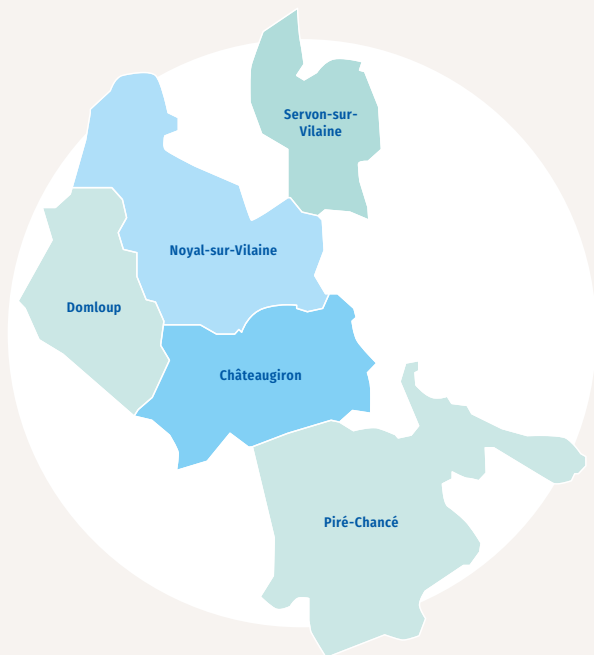 Servon-sur-
Vilaine
Noyal-sur-Vilaine
Domloup
Châteaugiron
Piré-Chancé